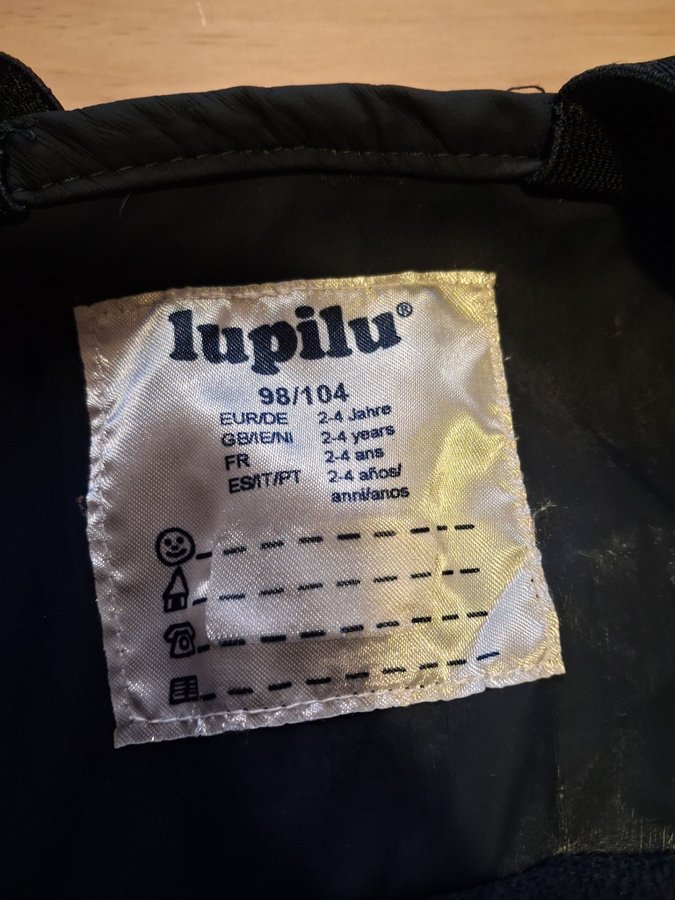 lupilu®
98/104
EUR/DE 2-4 Jahre
GB/IE/NI 2-4 years
FR 2-4 ans
ES/IT/PT 2-4 años/
anni/anos